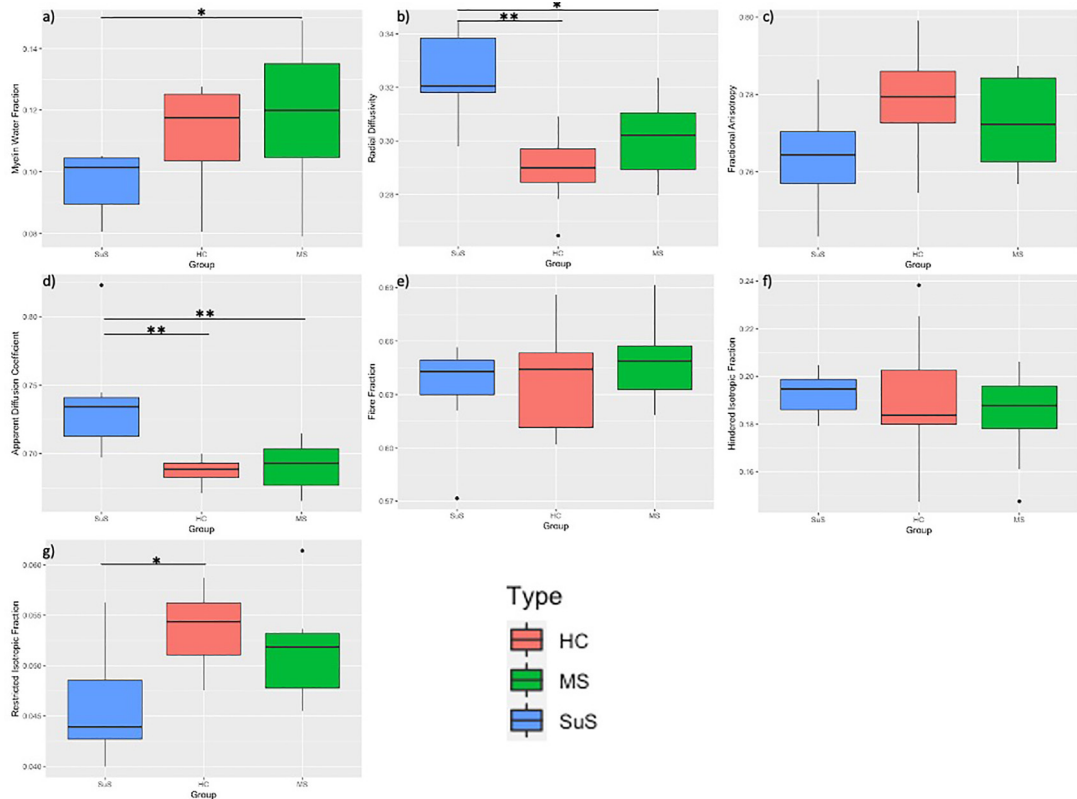 a)
*
Myelin Water Fraction
0.14
0.12
0.10
0.08
SuS
HC
MS
Group
b)
*
**
Radial Diffusivity
0.34
0.32
0.30
0.28
SuS
HC
MS
Group
c)
Fractional Anisotropy
0.80
0.78
0.26
SuS
HC
MS
Group
d)
**
**
Apparent Diffusion Coefficient
0.80
0.75
0.70
SuS
HC
MS
Group
e)
Fibre Fraction
0.69
0.63
0.60
0.57
SuS
HC
MS
Group
f)
Hindered Isotropic Fraction
0.24
0.22
0.20
0.18
0.16
SuS
HC
MS
Group
g)
*
Restricted Isotropic Fraction
0.060
0.055
0.050
0.045
0.040
SuS
HC
MS
Group
Type
HC
MS
SuS